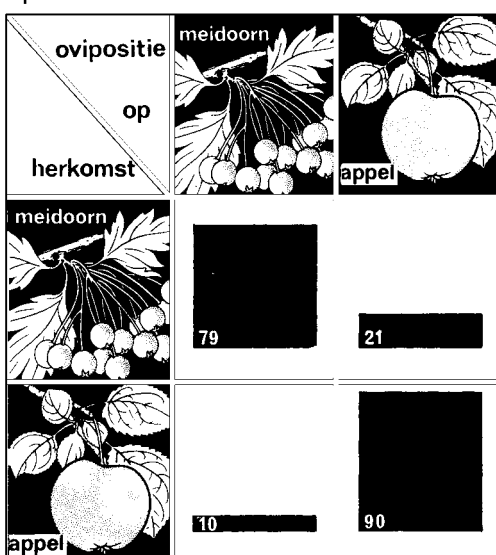 ovipositie
op
herkomst
meidoorn
appel
meidoorn
79
21
appel
10
90